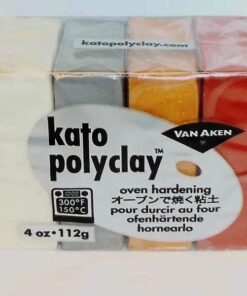 katopolyclay.com
VAN AKEN
kato
polyclay™
300°F
150°C
oven hardening
オーブンで焼く粘土
pour durcir au four
ofenhärtende
hornearlo
4 oz • 112g